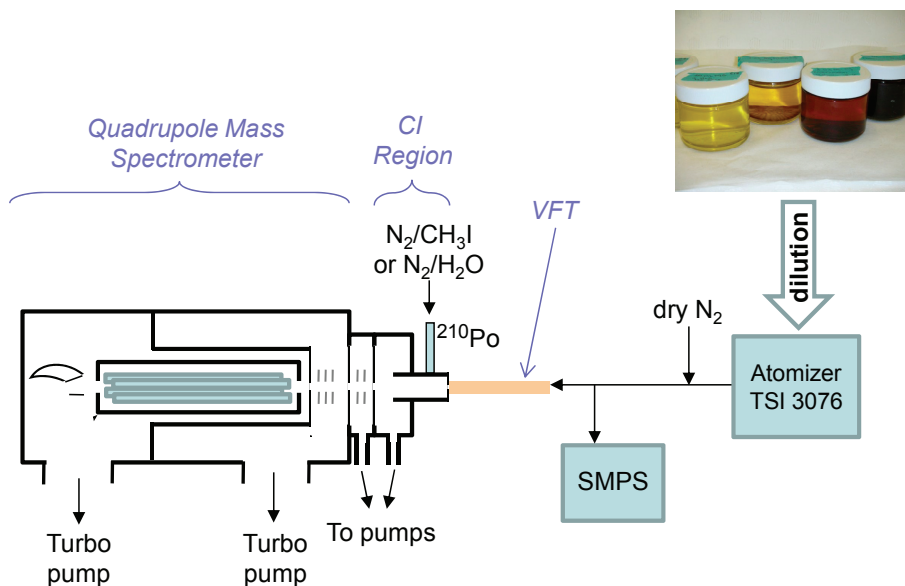 Quadrupole Mass
Spectrometer
CI
Region
VFT
N₂/CH₃I
or N₂/H₂O
²¹⁰Po
dilution
dry N₂
Atomizer
TSI 3076
SMPS
To pumps
Turbo
pump
Turbo
pump